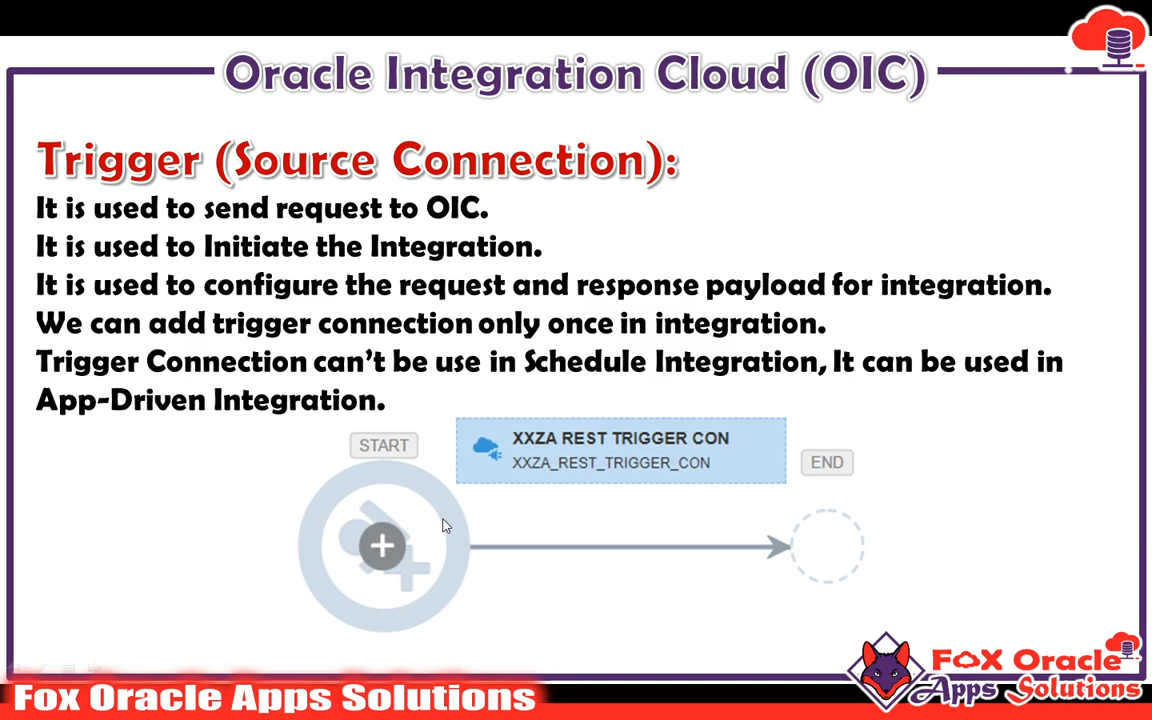 Oracle Integration Cloud (OIC)
Trigger (Source Connection):
It is used to send request to OIC.
It is used to Initiate the Integration.
It is used to configure the request and response payload for integration.
We can add trigger connection only once in integration.
Trigger Connection can't be use in Schedule Integration, It can be used in
App-Driven Integration.
START
XXZA REST TRIGGER CON
XXZA_REST_TRIGGER_CON
END
Fox Oracle
Apps Solutions
Fox Oracle Apps Solutions